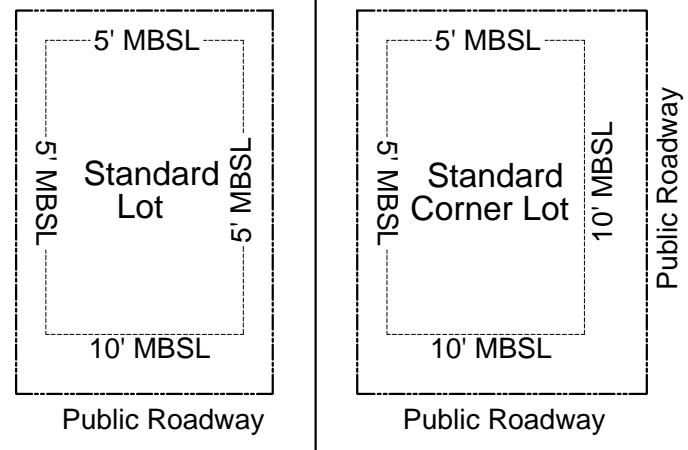 5' MBSL
5' MBSL
Standard
Lot
5' MBSL
10' MBSL
Public Roadway
5' MBSL
5' MBSL
Standard
Corner Lot
10' MBSL
Public Roadway
10' MBSL
Public Roadway